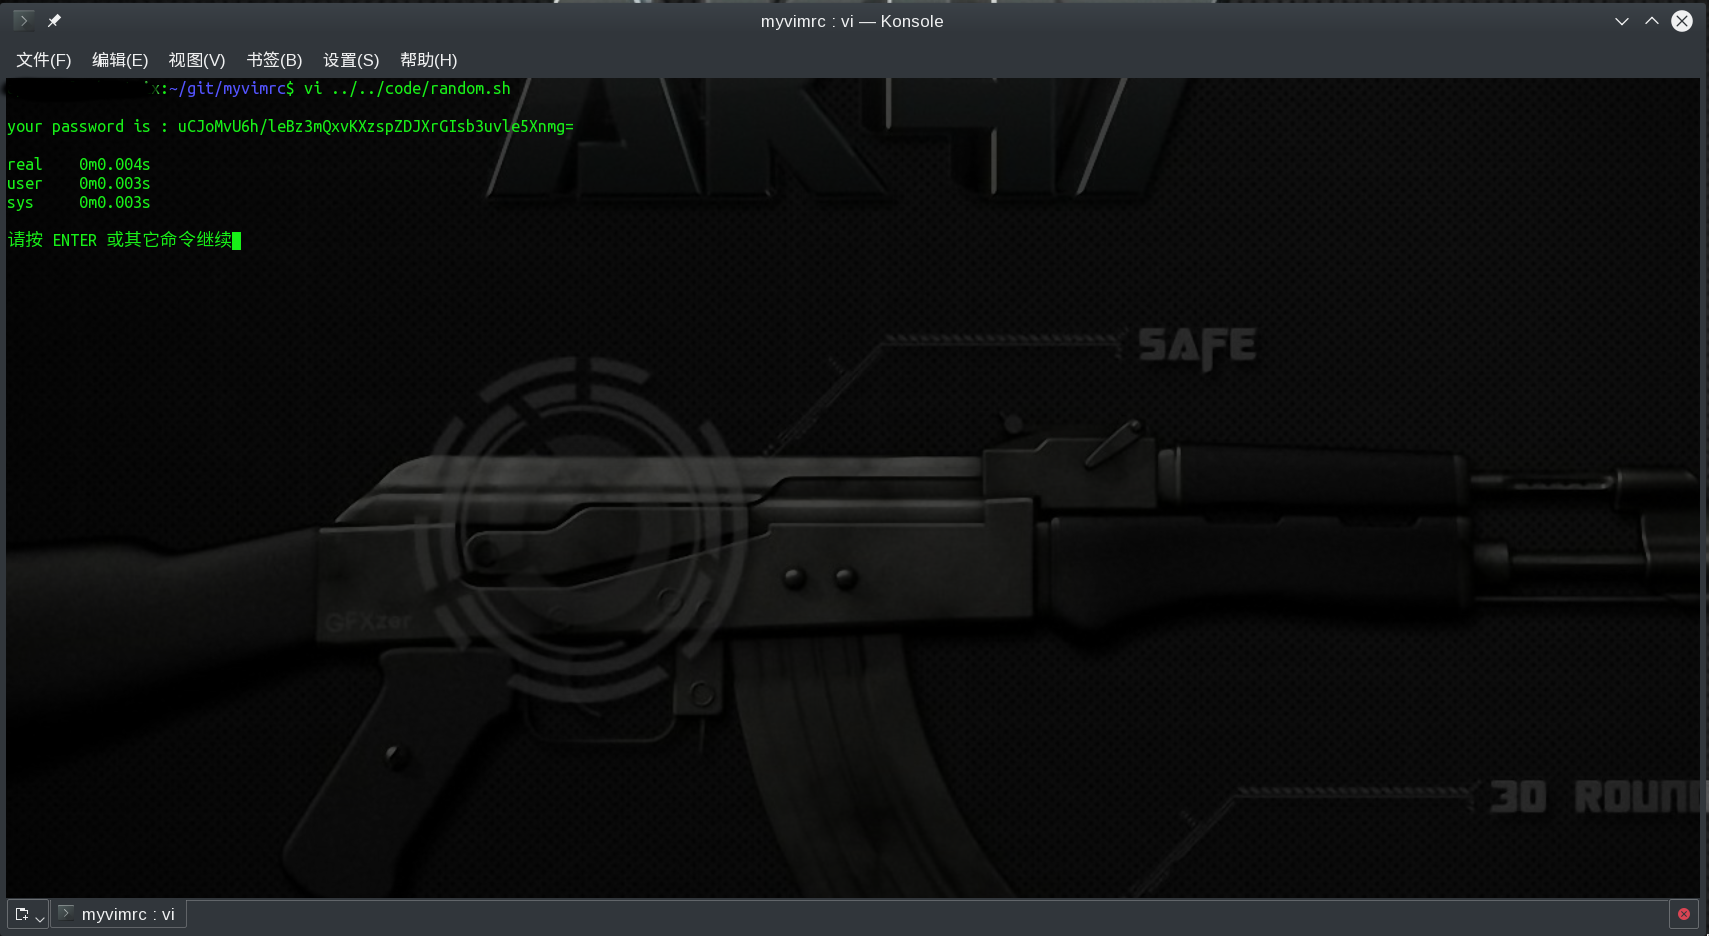 myvimrc : vi — Konsole
文件(F) 编辑(E) 视图(V) 书签(B) 设置(S) 帮助(H)
x:~/git/myvimrc$ vi ../../code/random.sh
your password is : uCJoMvU6h/leBz3mQxvKXzspZDJXrGIsb3uvle5Xnmg=
real 0m0.004s
user 0m0.003s
sys 0m0.003s
请按 ENTER 或其它命令继续
AK47
SAFE
GFXzer
30 ROUND
myvimrc : vi